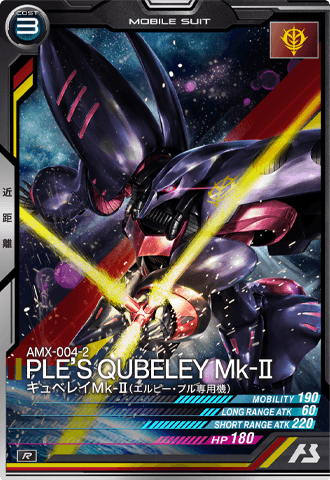 COST
3
MOBILE SUIT
近距離
AMX-004-2
PLE'S QUBELEY Mk-II
キュベレイMk-II(エルピー・プル専用機)
MOBILITY 190
LONG RANGE ATK 60
SHORT RANGE ATK 220
HP 180
R